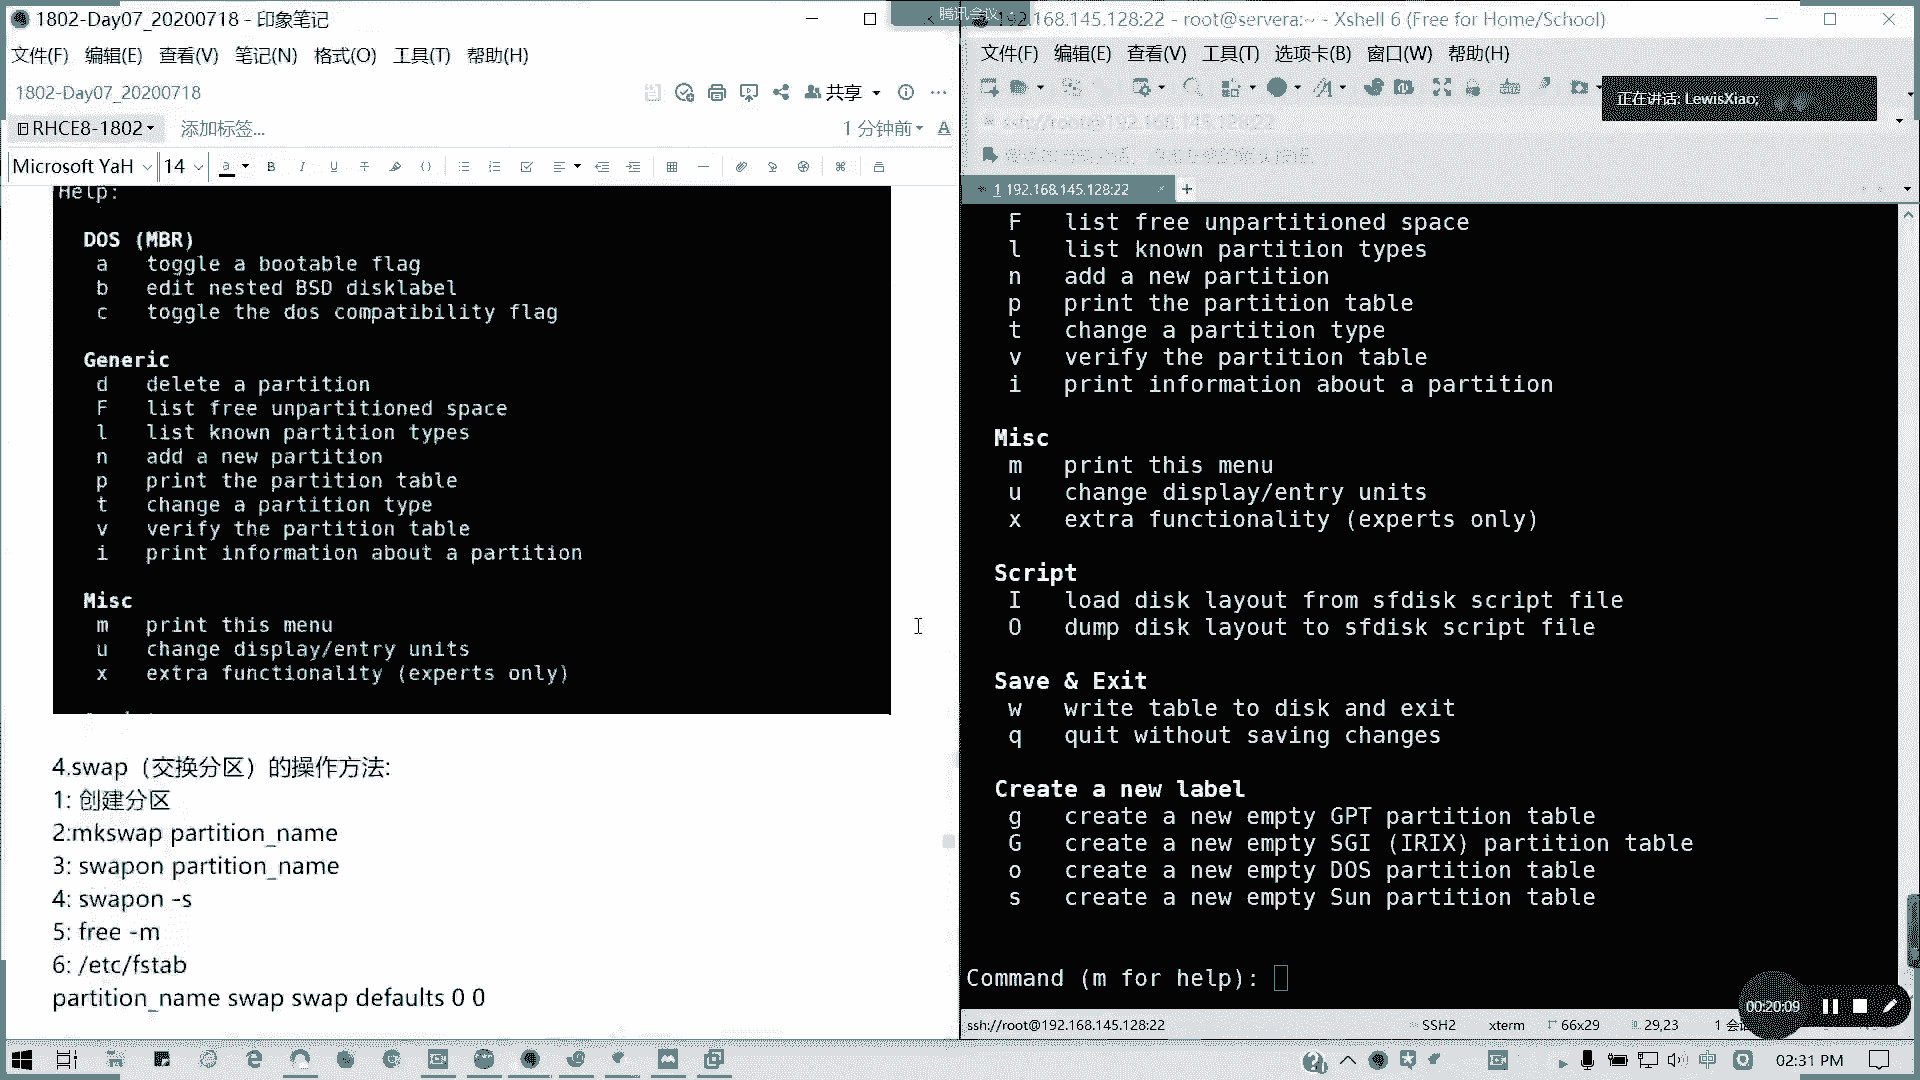 1802-Day07_20200718 - 印象笔记
文件(F) 编辑(E) 查看(V) 笔记(N) 格式(O) 工具(T) 帮助(H)
1802-Day07_20200718
共享
RHCE8-1802
添加标签...
1 分钟前
Microsoft YaH 14
Help:
DOS (MBR)
a toggle a bootable flag
b edit nested BSD disklabel
c toggle the dos compatibility flag
Generic
d delete a partition
F list free unpartitioned space
l list known partition types
n add a new partition
p print the partition table
t change a partition type
v verify the partition table
i print information about a partition
Misc
m print this menu
u change display/entry units
x extra functionality (experts only)
4.swap（交换分区）的操作方法:
1: 创建分区
2:mkswap partition_name
3: swapon partition_name
4: swapon -s
5: free -m
6: /etc/fstab
partition_name swap swap defaults 0 0
腾讯会议
192.168.145.128:22 - root@servera:~ - Xshell 6 (Free for Home/School)
文件(F) 编辑(E) 查看(V) 工具(T) 选项卡(B) 窗口(W) 帮助(H)
正在讲话: LewisXiao;
ssh://root@192.168.145.128:22
1 192.168.145.128:22
F list free unpartitioned space
l list known partition types
n add a new partition
p print the partition table
t change a partition type
v verify the partition table
i print information about a partition
Misc
m print this menu
u change display/entry units
x extra functionality (experts only)
Script
I load disk layout from sfdisk script file
O dump disk layout to sfdisk script file
Save & Exit
w write table to disk and exit
q quit without saving changes
Create a new label
g create a new empty GPT partition table
G create a new empty SGI (IRIX) partition table
o create a new empty DOS partition table
s create a new empty Sun partition table
Command (m for help):
00:20:09
ssh://root@192.168.145.128:22 SSH2 xterm 66x29 29,23 1 会
中 02:31 PM